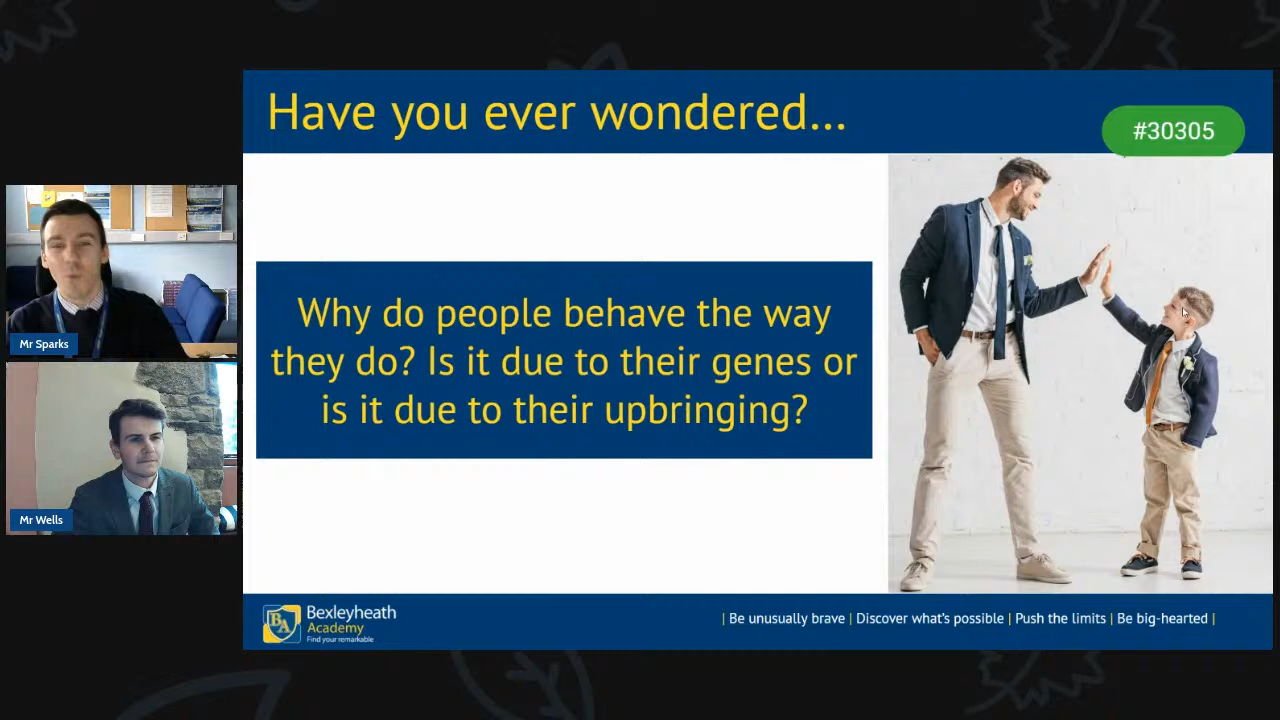 Have you ever wondered...
#30305
Why do people behave the way
they do? Is it due to their genes or
is it due to their upbringing?
Mr Sparks
Mr Wells
BA
Bexleyheath
Academy
Find your remarkable
| Be unusually brave | Discover what's possible | Push the limits | Be big-hearted |